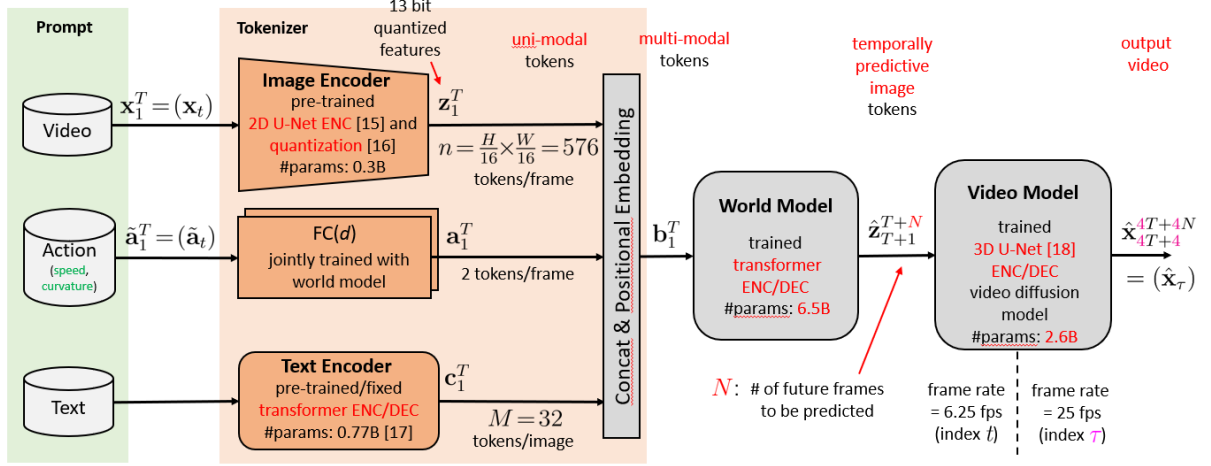 Prompt
Tokenizer
13 bit
quantized
features
uni-modal
tokens
multi-modal
tokens
temporally
predictive
image
tokens
output
video
Video
𝐱₁ᵀ = (𝐱ₜ)
Image Encoder
pre-trained
2D U-Net ENC [15] and
quantization [16]
#params: 0.3B
𝐳₁ᵀ
n = H/16 × W/16 = 576
tokens/frame
Action
(speed,
curvature)
ã₁ᵀ = (ãₜ)
FC(d)
jointly trained with
world model
𝐚₁ᵀ
2 tokens/frame
Text
Text Encoder
pre-trained/fixed
transformer ENC/DEC
#params: 0.77B [17]
𝐜₁ᵀ
M = 32
tokens/image
Concat & Positional Embedding
𝐛₁ᵀ
World Model
trained
transformer
ENC/DEC
#params: 6.5B
ẑ_{T+1}^{T+N}
N: # of future frames
to be predicted
Video Model
trained
3D U-Net [18]
ENC/DEC
video diffusion
model
#params: 2.6B
x̂_{4T+4}^{4T+4N}
= (x̂_τ)
frame rate
= 6.25 fps
(index t)
frame rate
= 25 fps
(index τ)